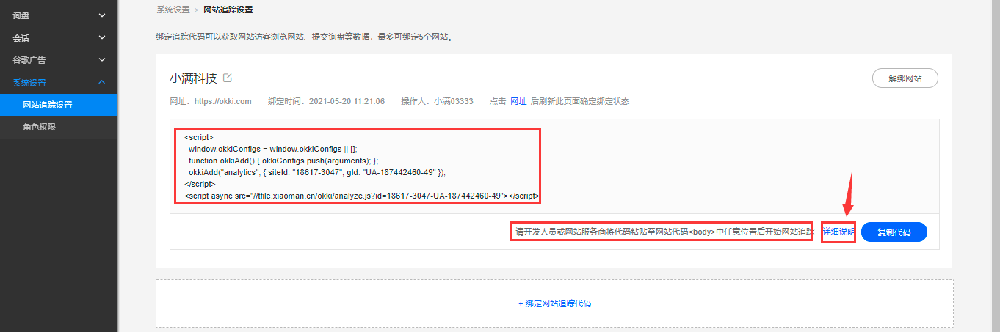 询盘
会话
谷歌广告
系统设置
网站追踪设置
角色权限
系统设置 > 网站追踪设置
绑定追踪代码可以获取网站访客浏览网站、提交询盘等数据，最多可绑定5个网站。
小满科技
解绑网站
网址：https://okki.com 绑定时间：2021-05-20 11:21:06 操作人：小满03333 点击 网址 后刷新此页面确定绑定状态
<script>
window.okkiConfigs = window.okkiConfigs || [];
function okkiAdd() { okkiConfigs.push(arguments); };
okkiAdd("analytics", { siteId: "18617-3047", gId: "UA-187442460-49" });
</script>
<script async src="//tfile.xiaoman.cn/okki/analyze.js?id=18617-3047-UA-187442460-49"></script>
请开发人员或网站服务商将代码粘贴至网站代码<body>中任意位置后开始网站追踪 详细说明 复制代码
+ 绑定网站追踪代码